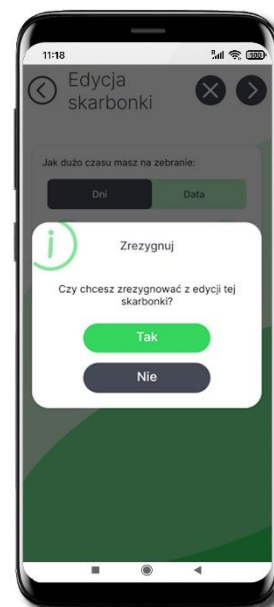 11:18
100
Edycja
skarbonki
Jak dużo czasu masz na zebranie:
Dni Data
Zrezygnuj
Czy chcesz zrezygnować z edycji tej
skarbonki?
Tak
Nie